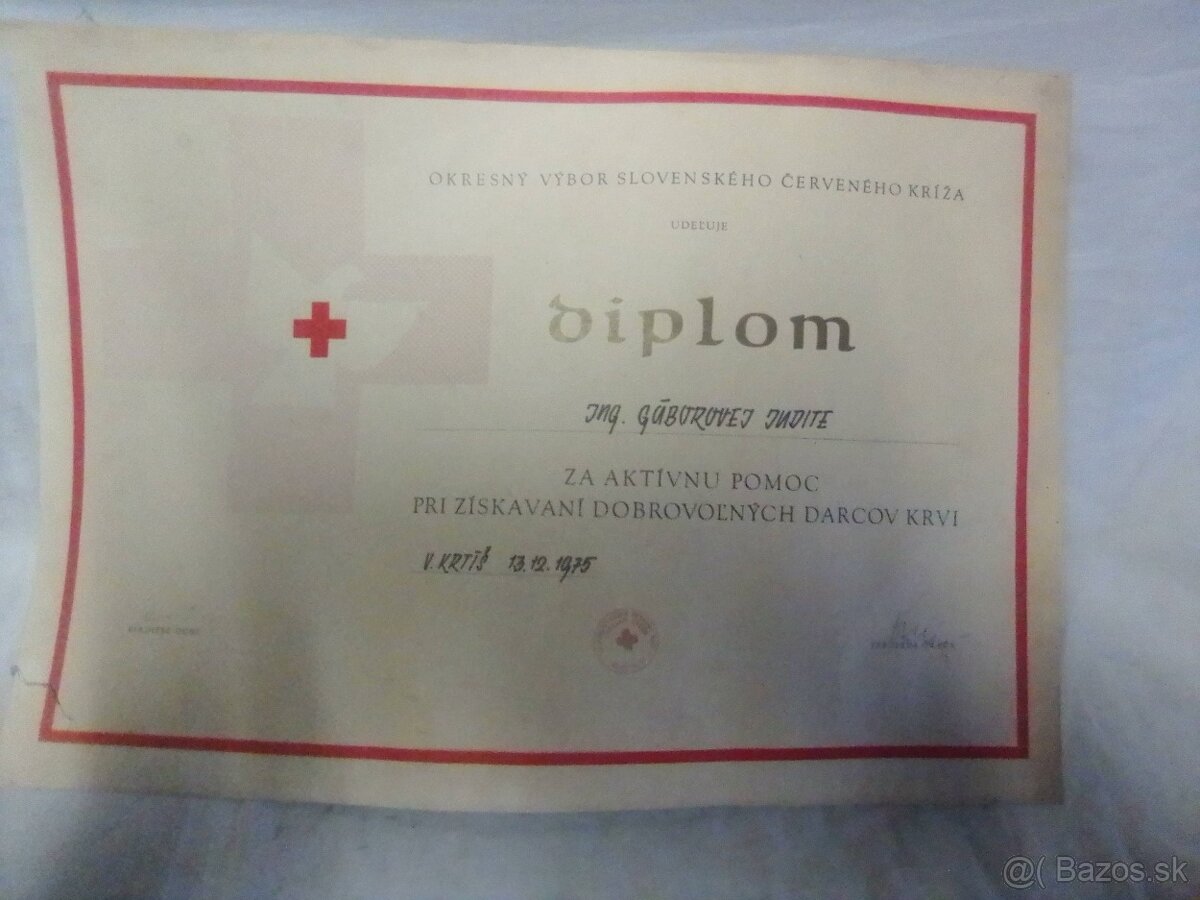 OKRESNÝ VÝBOR SLOVENSKÉHO ČERVENÉHO KRÍŽA
UDEĽUJE
diplom
ING. GÁBOROVEJ JUDITE
ZA AKTÍVNU POMOC
PRI ZÍSKAVANÍ DOBROVOĽNÝCH DARCOV KRVI
V. KRTÍŠ 13.12.1975
@( Bazos.sk